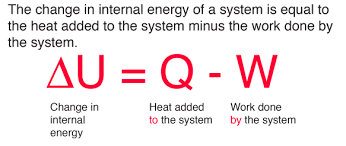 The change in internal energy of a system is equal to
the heat added to the system minus the work done by
the system.
ΔU = Q - W
Change in Heat added Work done
internal to the system by the system
energy